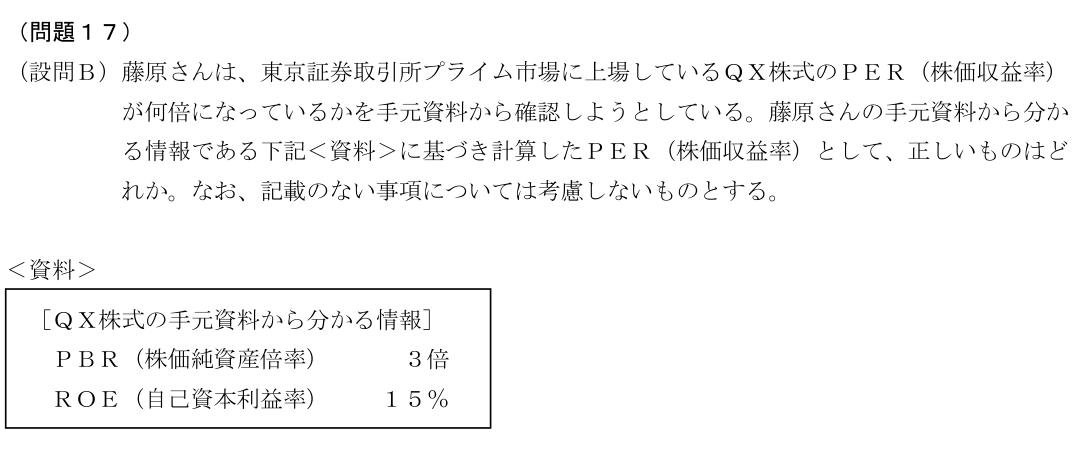 （問題１７）
（設問Ｂ）藤原さんは、東京証券取引所プライム市場に上場しているＱＸ株式のＰＥＲ（株価収益率）
が何倍になっているかを手元資料から確認しようとしている。藤原さんの手元資料から分か
る情報である下記＜資料＞に基づき計算したＰＥＲ（株価収益率）として、正しいものはど
れか。なお、記載のない事項については考慮しないものとする。
＜資料＞
［ＱＸ株式の手元資料から分かる情報］
ＰＢＲ（株価純資産倍率）　３倍
ＲＯＥ（自己資本利益率）　１５％